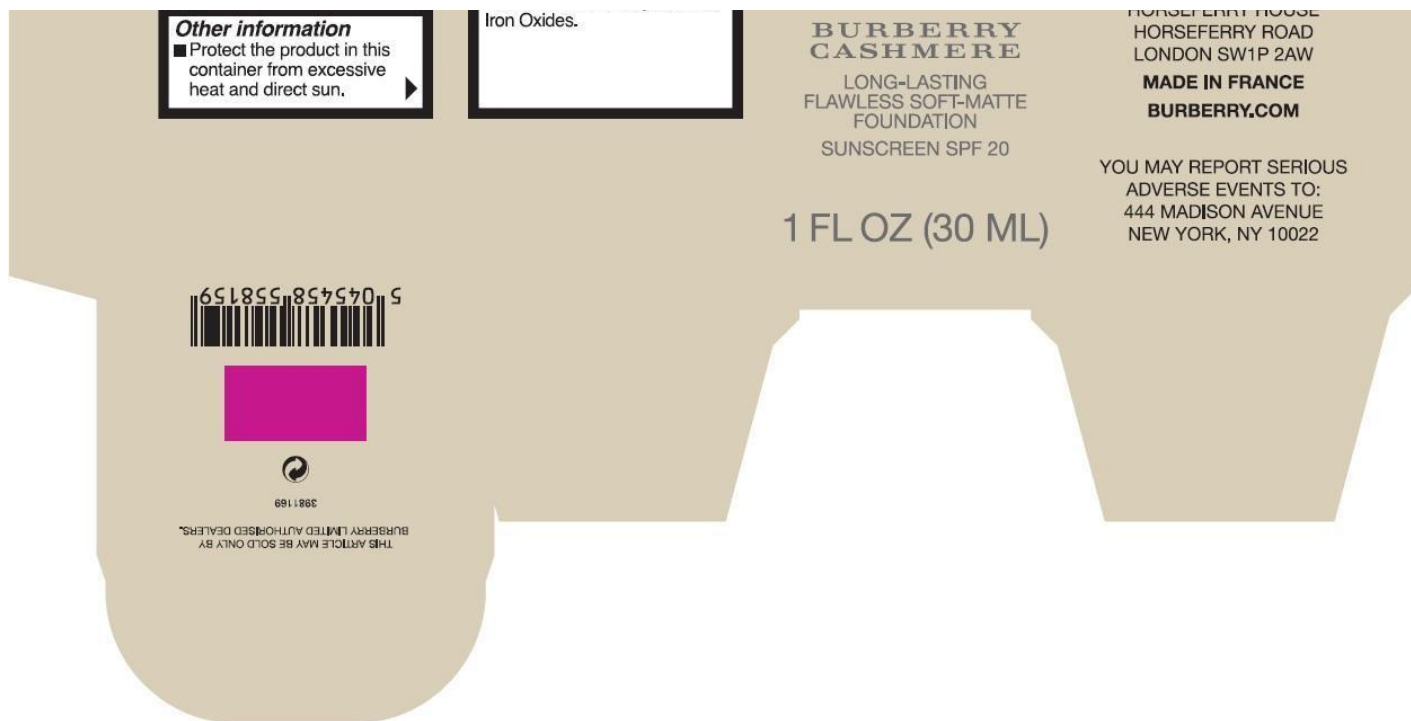 Other information
■ Protect the product in this
container from excessive
heat and direct sun.
Iron Oxides.
BURBERRY
CASHMERE
LONG-LASTING
FLAWLESS SOFT-MATTE
FOUNDATION
SUNSCREEN SPF 20
1 FL OZ (30 ML)
HORSEFERRY HOUSE
HORSEFERRY ROAD
LONDON SW1P 2AW
MADE IN FRANCE
BURBERRY.COM
YOU MAY REPORT SERIOUS
ADVERSE EVENTS TO:
444 MADISON AVENUE
NEW YORK, NY 10022
THIS ARTICLE MAY BE SOLD ONLY BY
BURBERRY LIMITED AUTHORISED DEALERS.
3981169
5 045458 558159